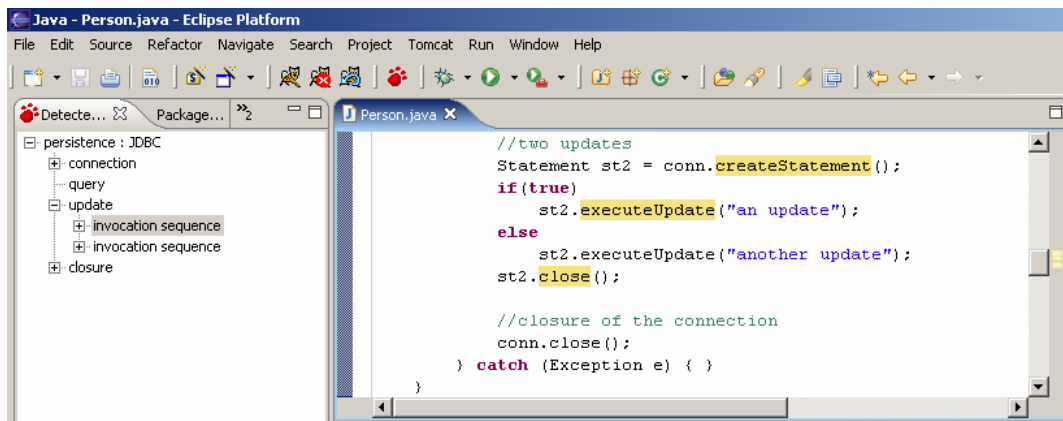 Java - Person.java - Eclipse Platform
File Edit Source Refactor Navigate Search Project Tomcat Run Window Help
Detecte... Package... »2
persistence : JDBC
connection
query
update
invocation sequence
invocation sequence
closure
Person.java
//two updates
Statement st2 = conn.createStatement();
if(true)
st2.executeUpdate("an update");
else
st2.executeUpdate("another update");
st2.close();
//closure of the connection
conn.close();
} catch (Exception e) { }
}